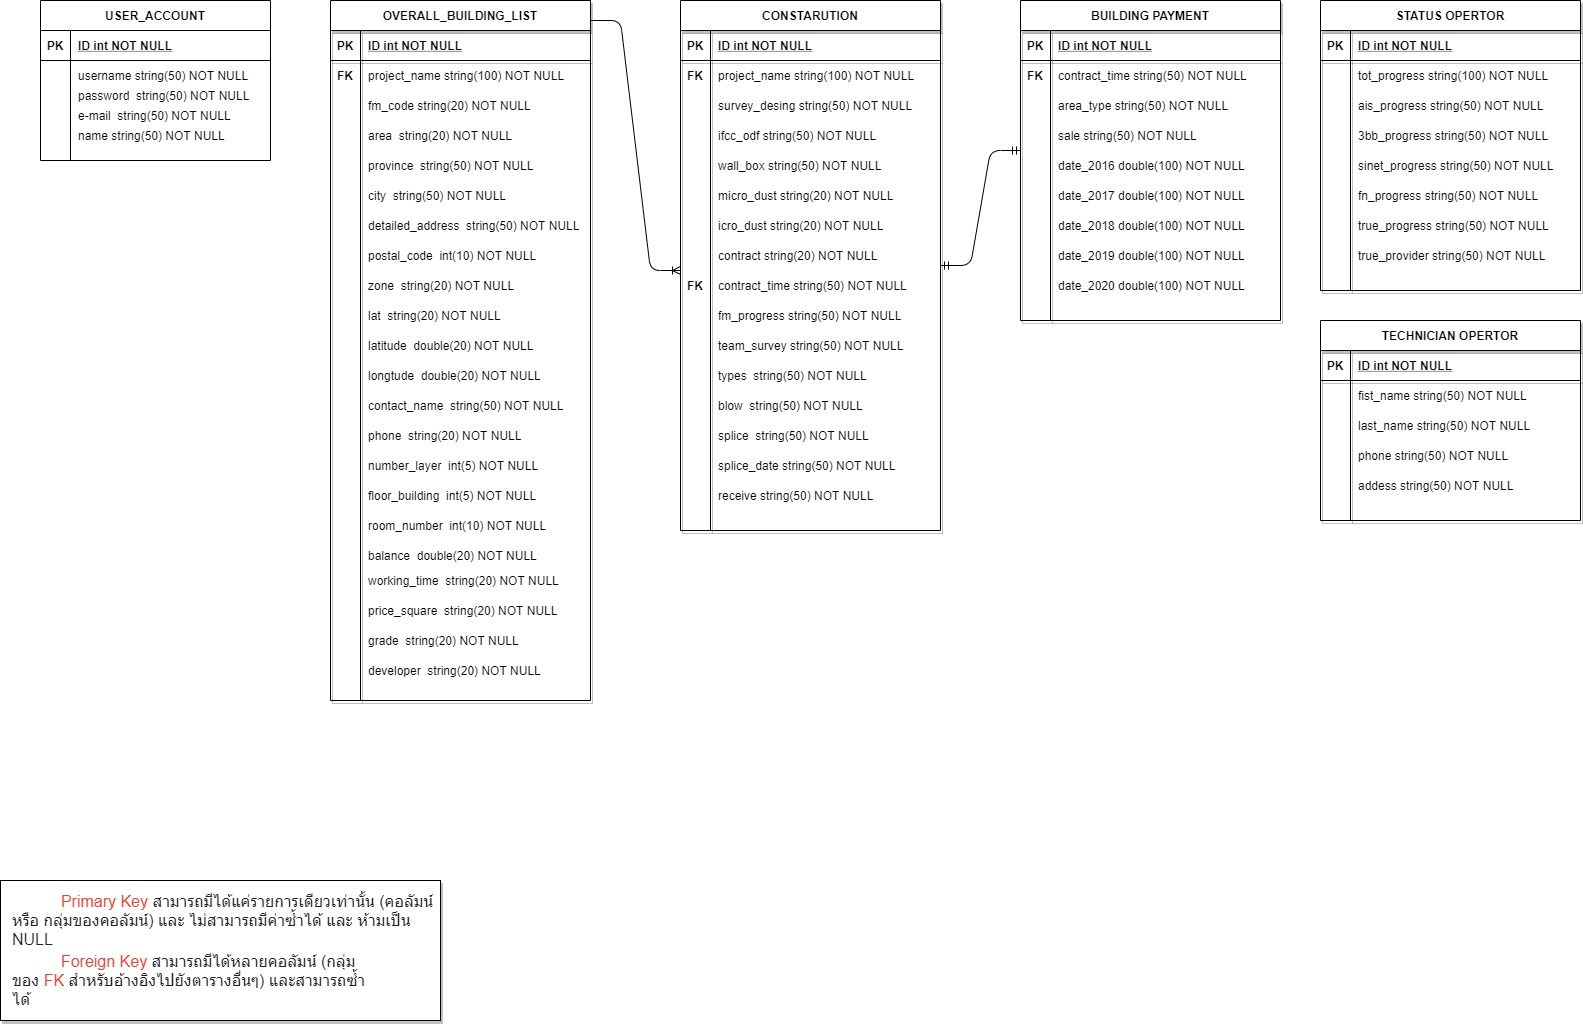 USER_ACCOUNT
PK ID int NOT NULL
username string(50) NOT NULL
password  string(50) NOT NULL
e-mail  string(50) NOT NULL
name string(50) NOT NULL
OVERALL_BUILDING_LIST
PK ID int NOT NULL
FK project_name string(100) NOT NULL
fm_code string(20) NOT NULL
area  string(20) NOT NULL
province  string(50) NOT NULL
city  string(50) NOT NULL
detailed_address  string(50) NOT NULL
postal_code  int(10) NOT NULL
zone  string(20) NOT NULL
lat  string(20) NOT NULL
latitude  double(20) NOT NULL
longtude  double(20) NOT NULL
contact_name  string(50) NOT NULL
phone  string(20) NOT NULL
number_layer  int(5) NOT NULL
floor_building  int(5) NOT NULL
room_number  int(10) NOT NULL
balance  double(20) NOT NULL
working_time  string(20) NOT NULL
price_square  string(20) NOT NULL
grade  string(20) NOT NULL
developer  string(20) NOT NULL
CONSTARUTION
PK ID int NOT NULL
FK project_name string(100) NOT NULL
survey_desing string(50) NOT NULL
ifcc_odf string(50) NOT NULL
wall_box string(50) NOT NULL
micro_dust string(20) NOT NULL
icro_dust string(20) NOT NULL
contract string(20) NOT NULL
FK contract_time string(50) NOT NULL
fm_progress string(50) NOT NULL
team_survey string(50) NOT NULL
types  string(50) NOT NULL
blow  string(50) NOT NULL
splice  string(50) NOT NULL
splice_date string(50) NOT NULL
receive string(50) NOT NULL
BUILDING PAYMENT
PK ID int NOT NULL
FK contract_time string(50) NOT NULL
area_type string(50) NOT NULL
sale string(50) NOT NULL
date_2016 double(100) NOT NULL
date_2017 double(100) NOT NULL
date_2018 double(100) NOT NULL
date_2019 double(100) NOT NULL
date_2020 double(100) NOT NULL
STATUS OPERTOR
PK ID int NOT NULL
tot_progress string(100) NOT NULL
ais_progress string(50) NOT NULL
3bb_progress string(50) NOT NULL
sinet_progress string(50) NOT NULL
fn_progress string(50) NOT NULL
true_progress string(50) NOT NULL
true_provider string(50) NOT NULL
TECHNICIAN OPERTOR
PK ID int NOT NULL
fist_name string(50) NOT NULL
last_name string(50) NOT NULL
phone string(50) NOT NULL
addess string(50) NOT NULL
Primary Key สามารถมีได้แค่รายการเดียวเท่านั้น (คอลัมน์
หรือ กลุ่มของคอลัมน์) และ ไม่สามารถมีค่าซ้ำได้ และ ห้ามเป็น
NULL
Foreign Key สามารถมีได้หลายคอลัมน์ (กลุ่ม
ของ FK สำหรับอ้างอิงไปยังตารางอื่นๆ) และสามารถซ้ำ
ได้